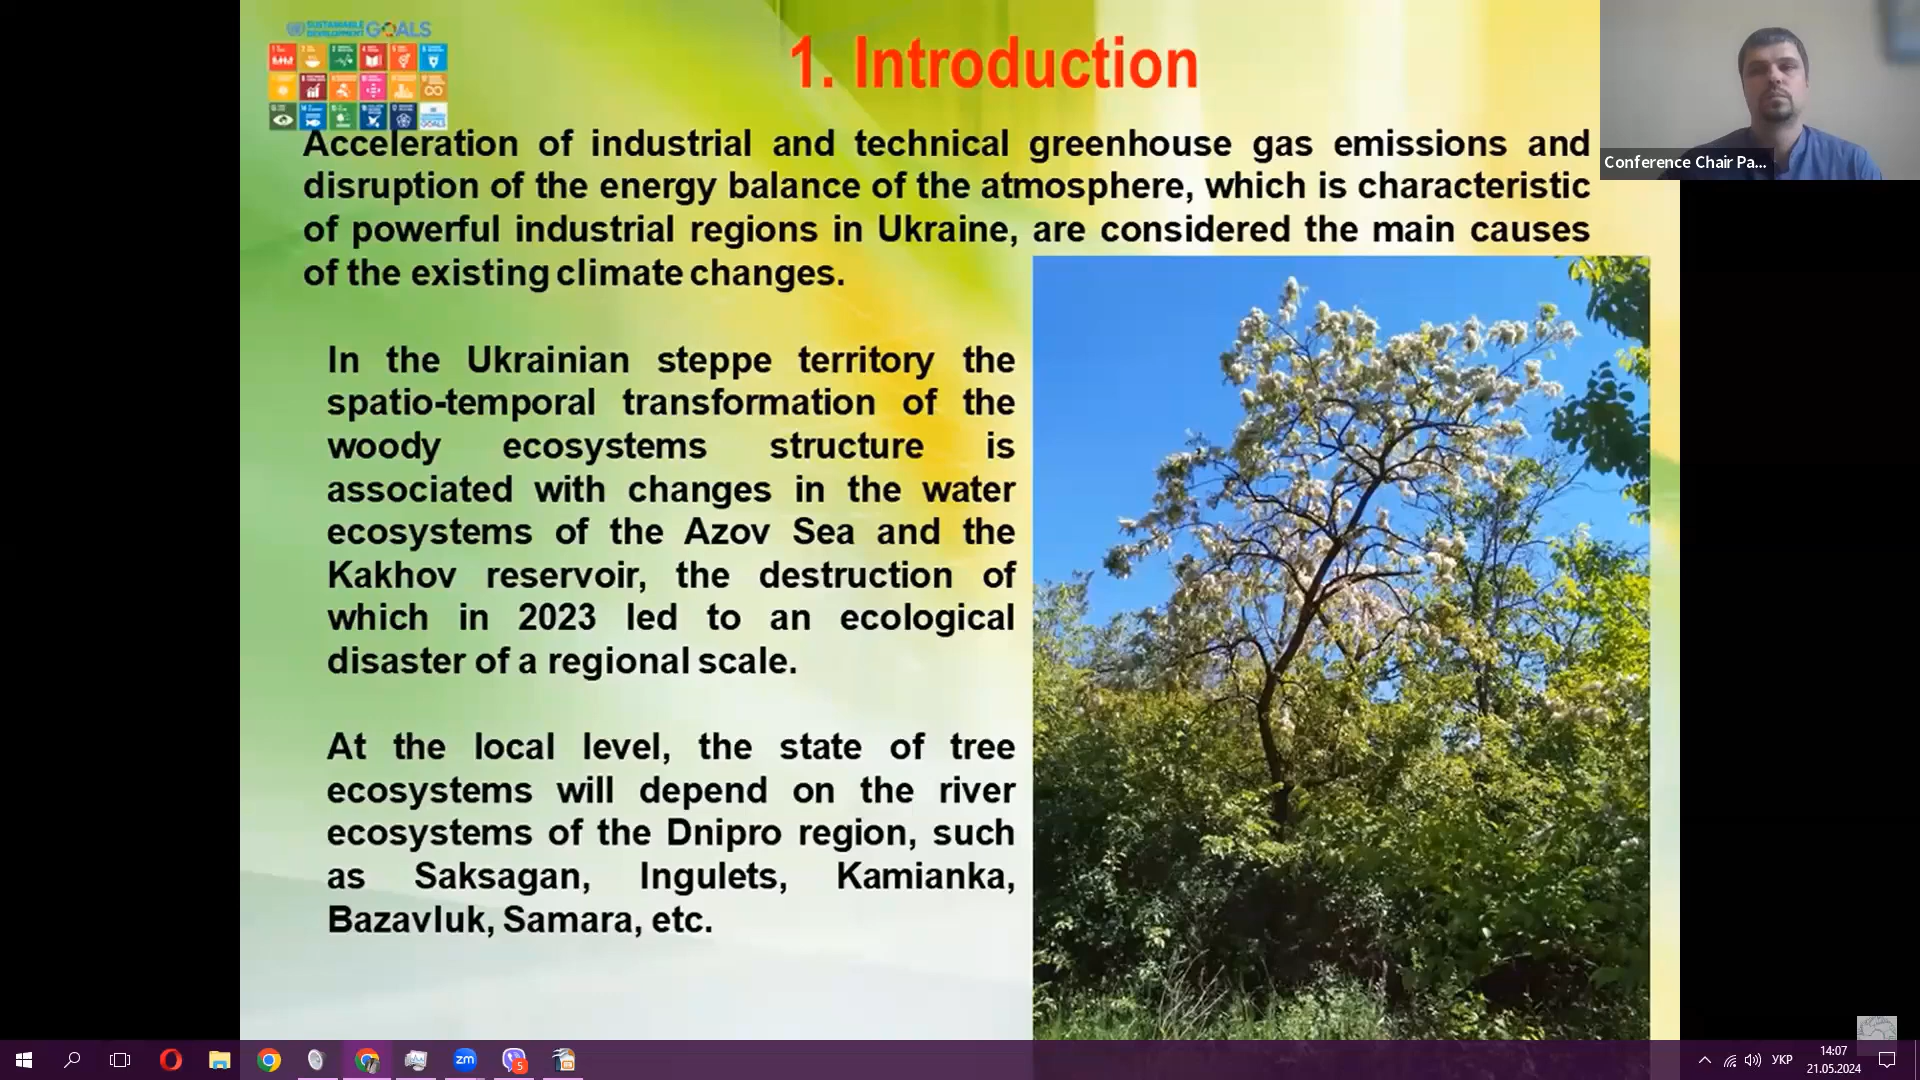 SUSTAINABLE
DEVELOPMENT GOALS
1. Introduction
Acceleration of industrial and technical greenhouse gas emissions and
disruption of the energy balance of the atmosphere, which is characteristic
of powerful industrial regions in Ukraine, are considered the main causes
of the existing climate changes.
In the Ukrainian steppe territory the
spatio-temporal transformation of the
woody ecosystems structure is
associated with changes in the water
ecosystems of the Azov Sea and the
Kakhov reservoir, the destruction of
which in 2023 led to an ecological
disaster of a regional scale.
At the local level, the state of tree
ecosystems will depend on the river
ecosystems of the Dnipro region, such
as Saksagan, Ingulets, Kamianka,
Bazavluk, Samara, etc.
Conference Chair Pa...
zm
5
УКР
14:07
21.05.2024